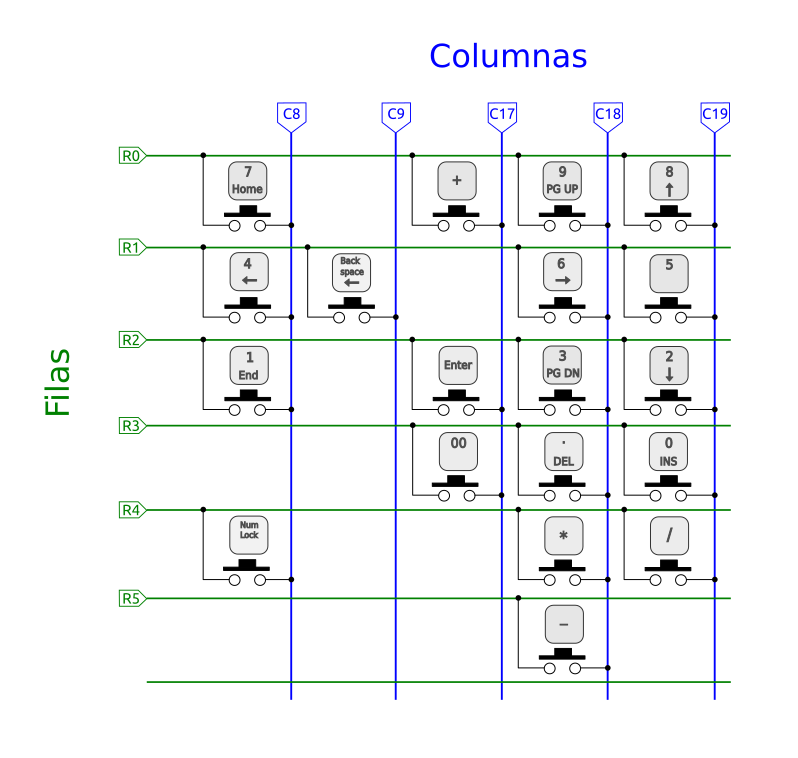 Columnas
C8 C9 C17 C18 C19
Filas
R0
7
Home
+
9
PG UP
8
↑
R1
4
←
Back
space
←
6
→
5
R2
1
End
Enter
3
PG DN
2
↓
R3
00
.
DEL
0
INS
R4
Num
Lock
*
/
R5
−